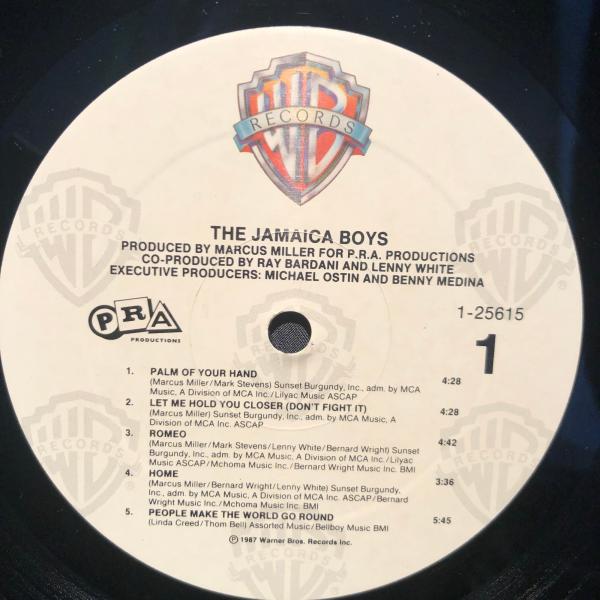 WB
RECORDS
THE JAMAICA BOYS
PRODUCED BY MARCUS MILLER FOR P.R.A. PRODUCTIONS
CO-PRODUCED BY RAY BARDANI AND LENNY WHITE
EXECUTIVE PRODUCERS: MICHAEL OSTIN AND BENNY MEDINA
PRA
PRODUCTIONS
1-25615
1
1. PALM OF YOUR HAND
(Marcus Miller/Mark Stevens) Sunset Burgundy, Inc., adm. by MCA
Music, A Division of MCA Inc./Lilyac Music ASCAP
4:28
2. LET ME HOLD YOU CLOSER (DON'T FIGHT IT)
(Marcus Miller) Sunset Burgundy, Inc., adm. by MCA Music, A
Division of MCA Inc. ASCAP
4:28
3. ROMEO
(Marcus Miller/Mark Stevens/Lenny White/Bernard Wright) Sunset
Burgundy, Inc., adm. by MCA Music, A Division of MCA Inc./Lilyac
Music ASCAP/Mchoma Music Inc./Bernard Wright Music Inc. BMI
4:42
4. HOME
(Marcus Miller/Bernard Wright/Lenny White) Sunset Burgundy,
Inc., adm. by MCA Music, A Division of MCA Inc. ASCAP/Bernard
Wright Music Inc./Mchoma Music Inc. BMI
3:36
5. PEOPLE MAKE THE WORLD GO ROUND
(Linda Creed/Thom Bell) Assorted Music/Bellboy Music BMI
5:45
℗©1987 Warner Bros. Records Inc.